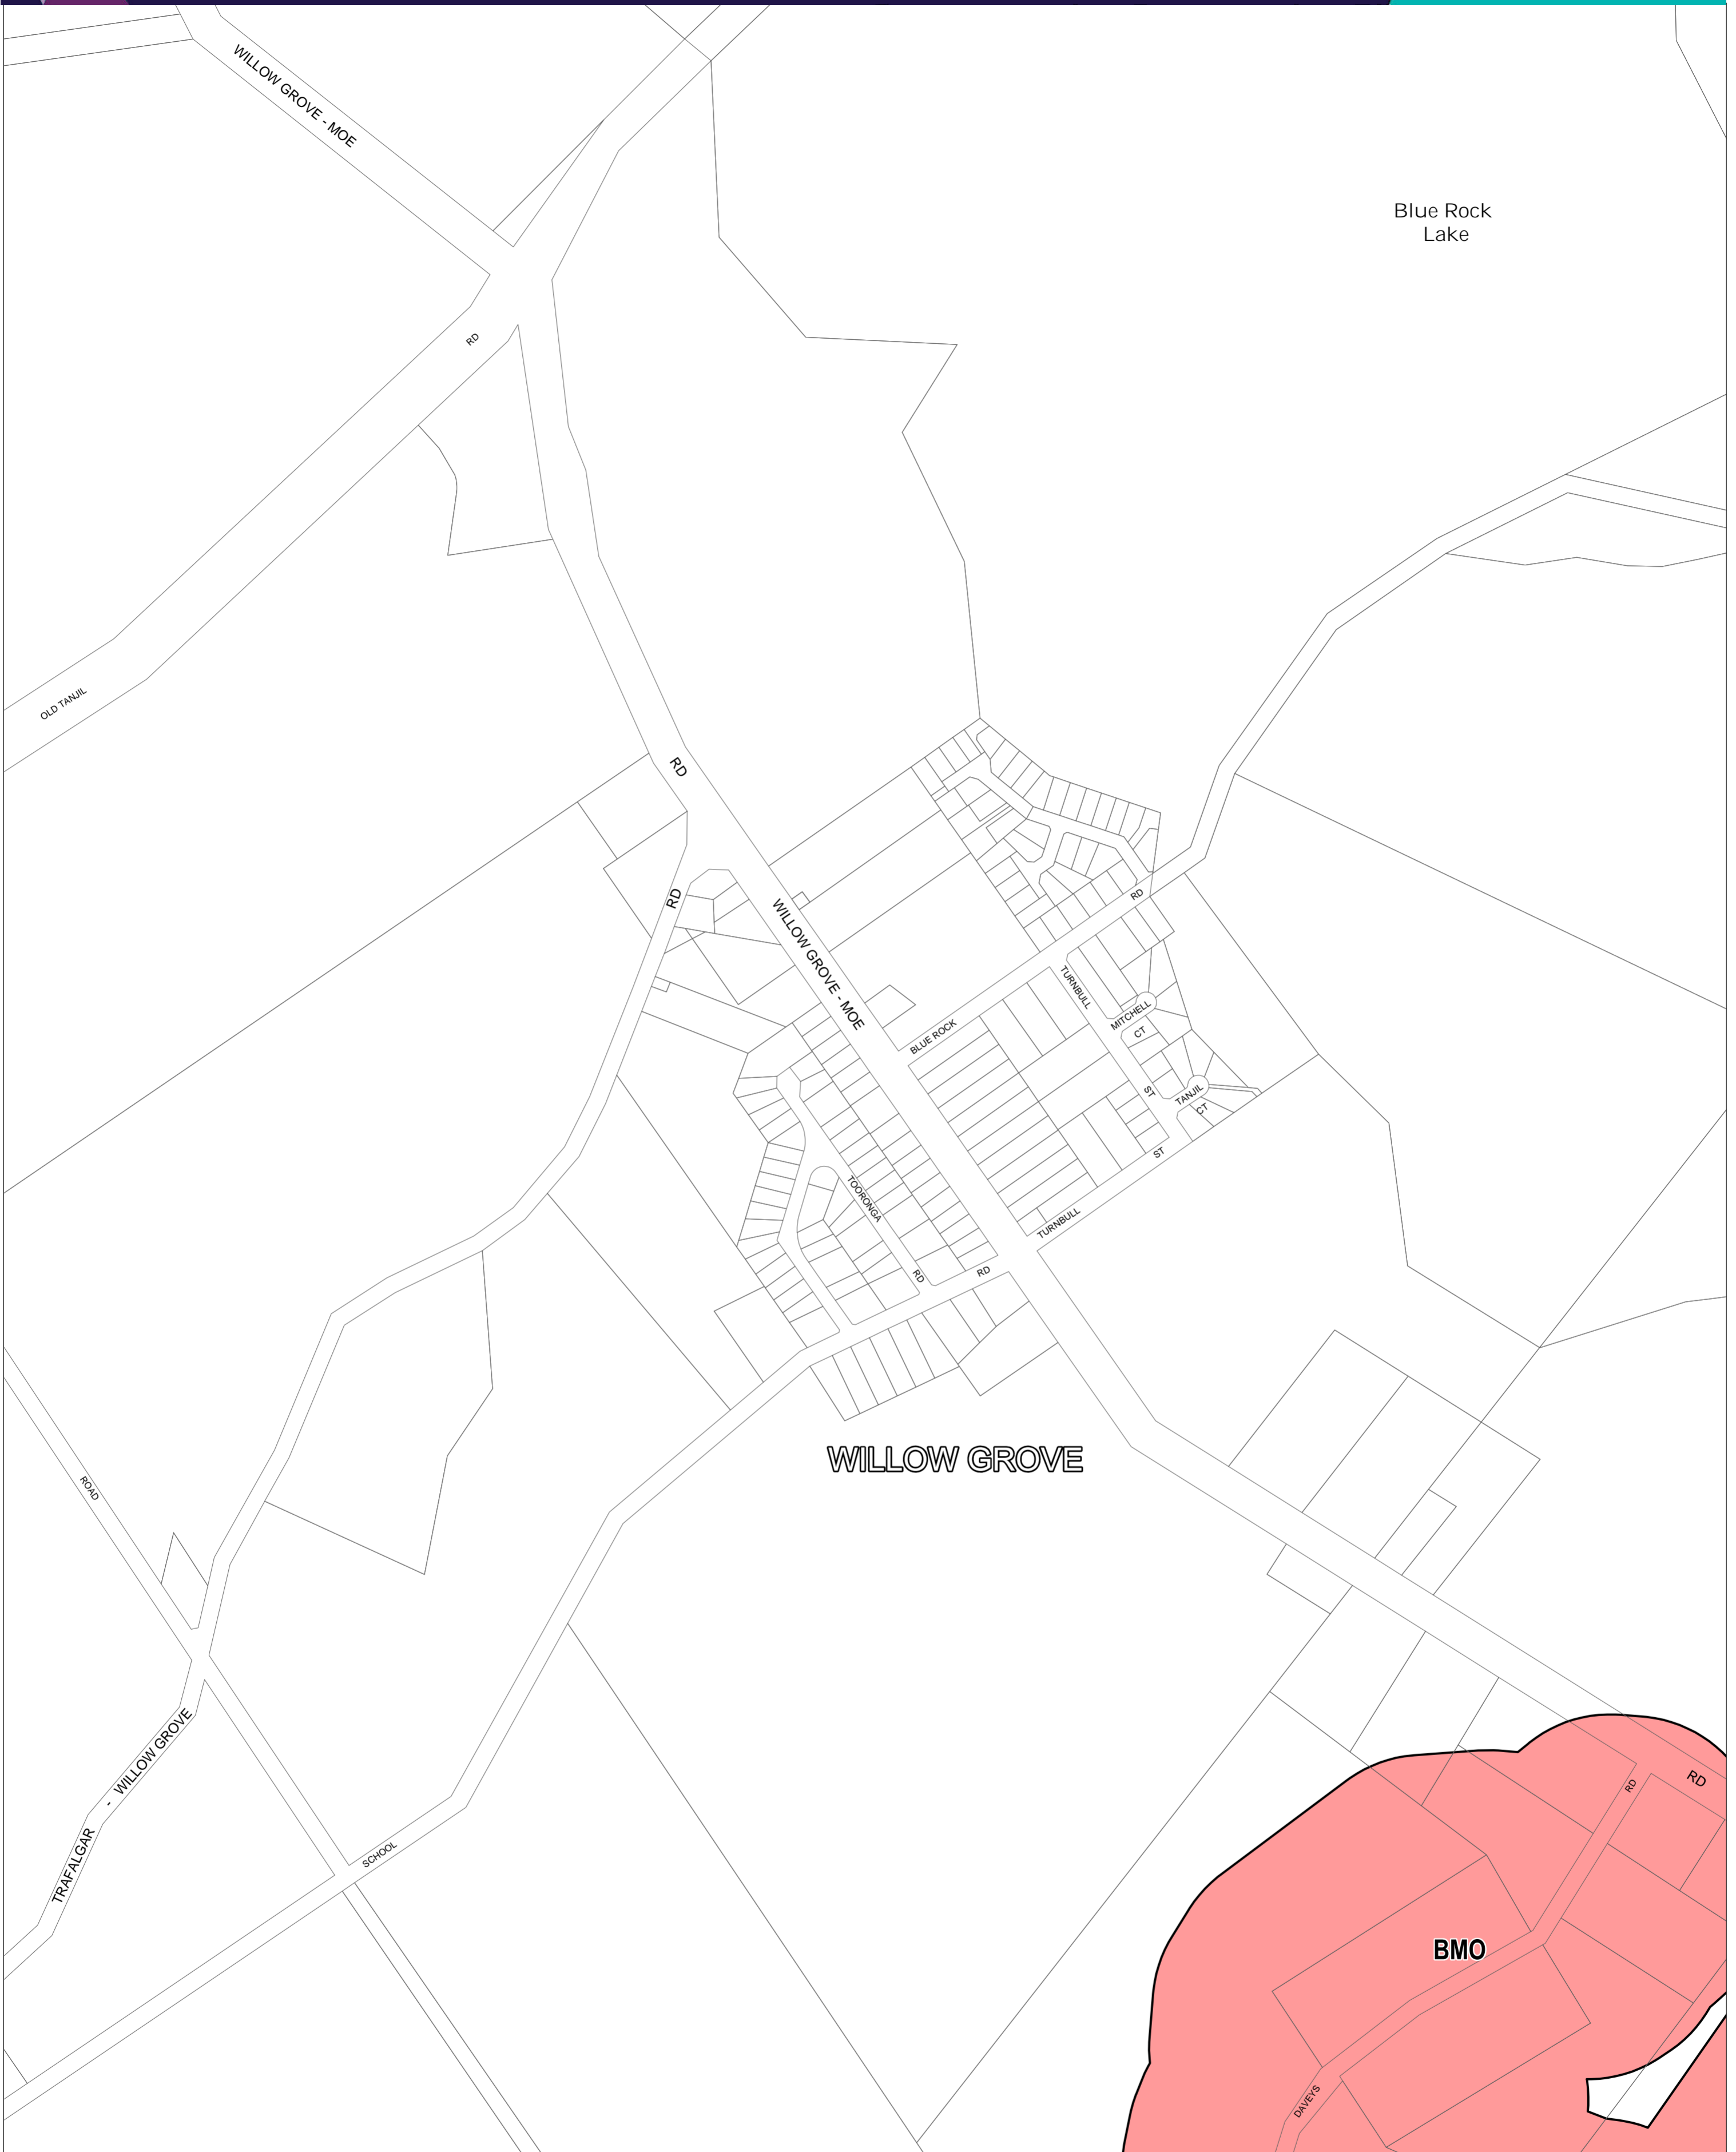 WILLOW GROVE - MOE
Blue Rock
Lake
RD
OLD TANJIL
RD
RD
WILLOW GROVE - MOE
RD
TURNBULL
MITCHELL
CT
BLUE ROCK
ST
TANJIL
CT
ST
TOORONGA
TURNBULL
RD
RD
WILLOW GROVE
ROAD
TRAFALGAR - WILLOW GROVE
RD
RD
SCHOOL
BMO
DAVEYS